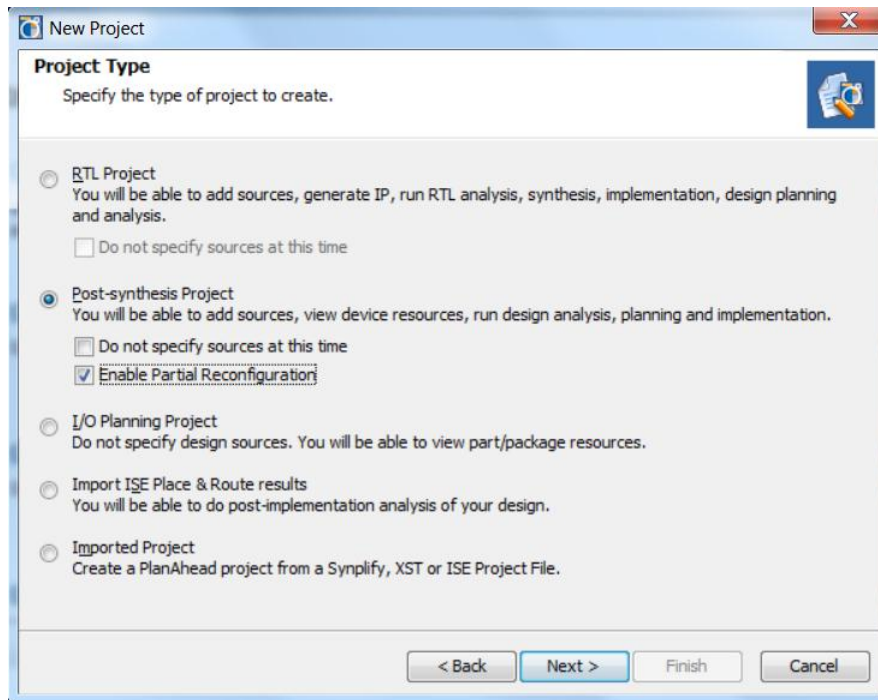 New Project
Project Type
Specify the type of project to create.
RTL Project
You will be able to add sources, generate IP, run RTL analysis, synthesis, implementation, design planning
and analysis.
Do not specify sources at this time
Post-synthesis Project
You will be able to add sources, view device resources, run design analysis, planning and implementation.
Do not specify sources at this time
Enable Partial Reconfiguration
I/O Planning Project
Do not specify design sources. You will be able to view part/package resources.
Import ISE Place & Route results
You will be able to do post-implementation analysis of your design.
Imported Project
Create a PlanAhead project from a Synplify, XST or ISE Project File.
< Back Next > Finish Cancel